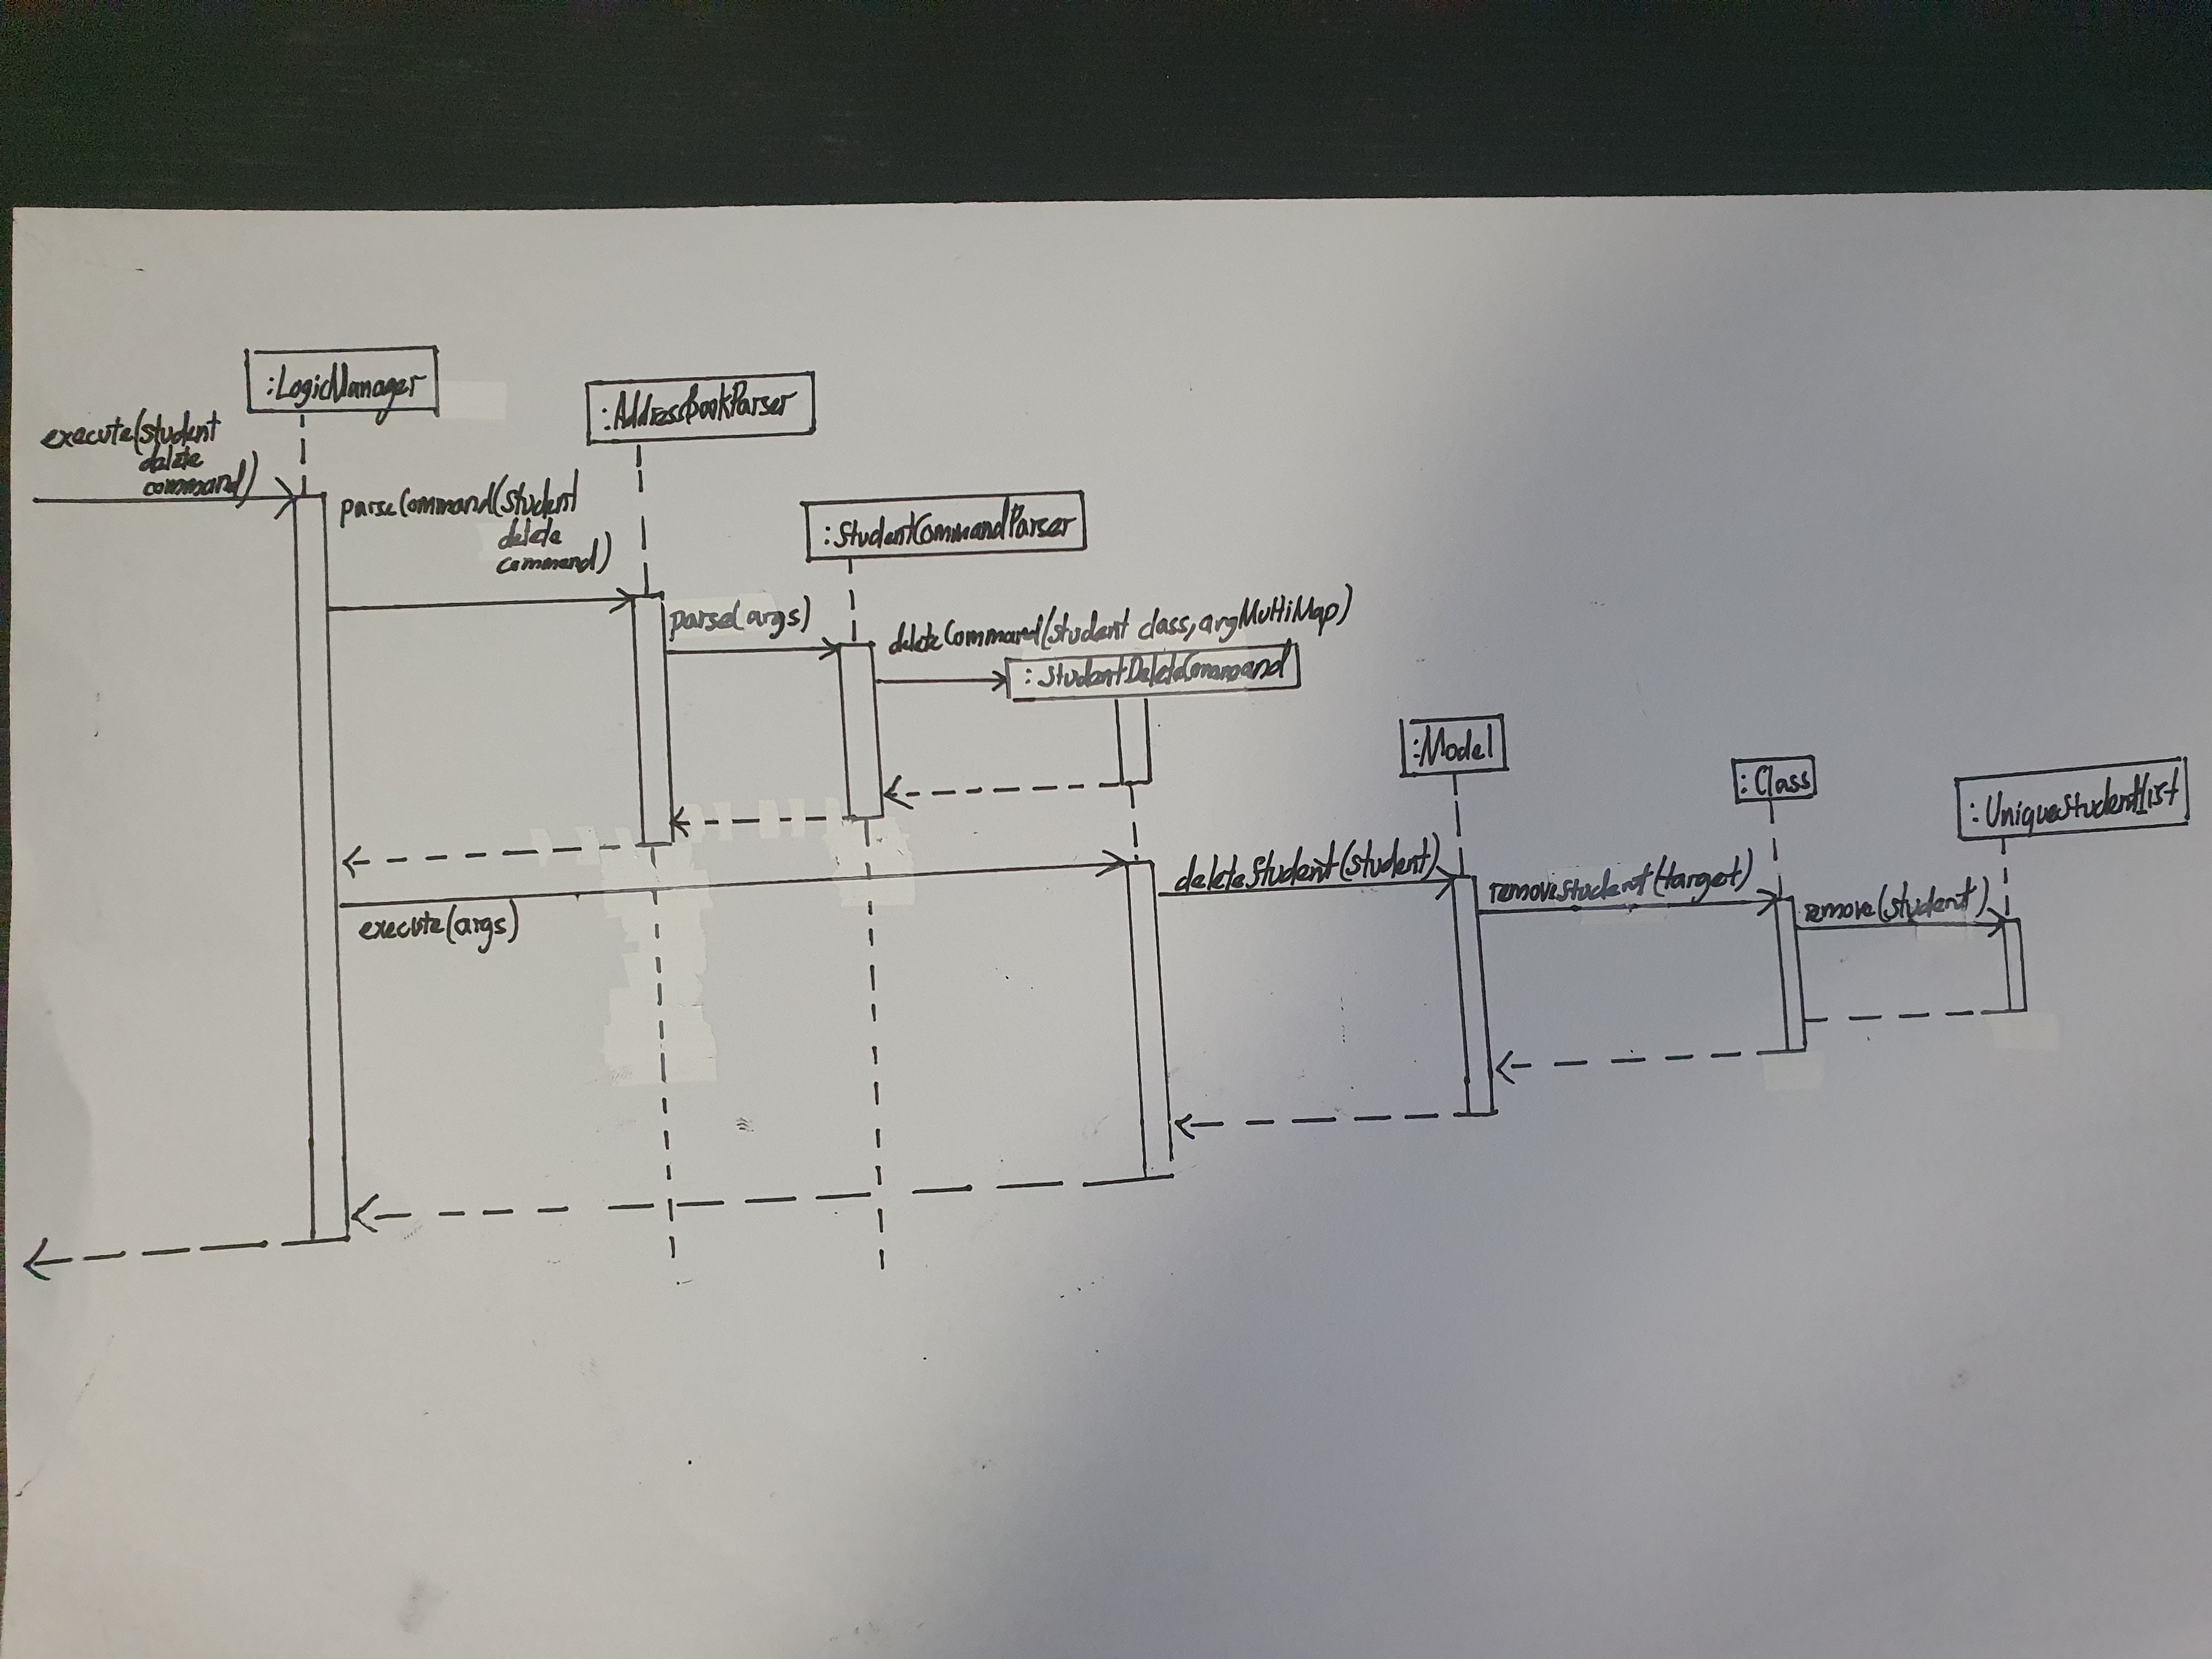 :LogicManager
:AddressBookParser
execute(student
delete
command)
parseCommand(student
delete
command)
:StudentCommandParser
parse(args)
deleteCommand(student class, argMultiMap)
:StudentDeleteCommand
:Model
:Class
:UniqueStudentList
deleteStudent(student)
removeStudent(target)
remove(student)
execute(args)